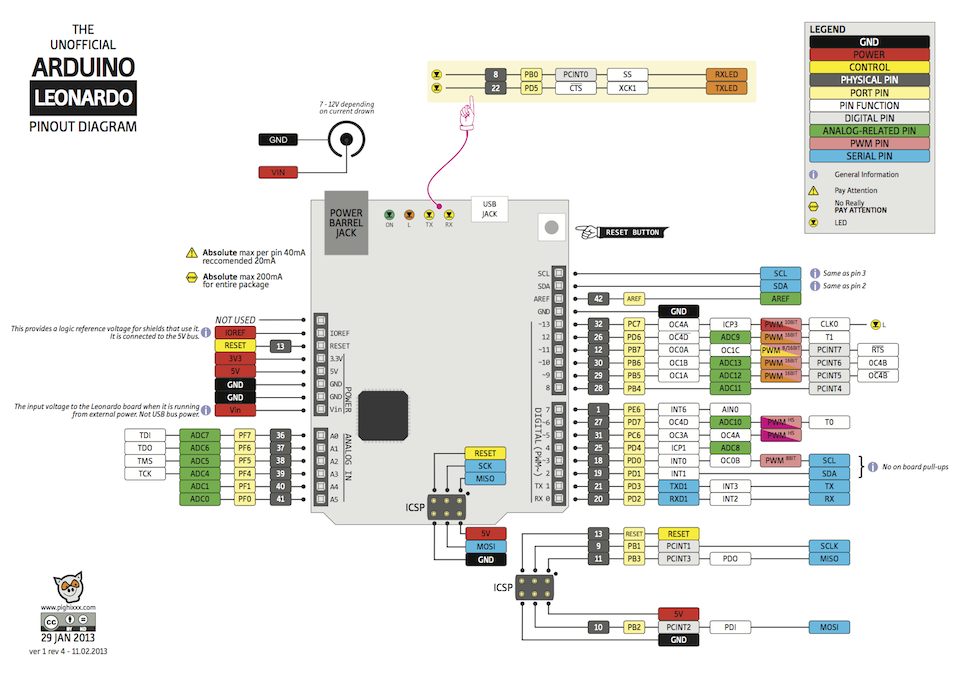 THE
UNOFFICIAL
ARDUINO
LEONARDO
PINOUT DIAGRAM
8 PB0 PCINT0 SS RXLED
22 PD5 CTS XCK1 TXLED
LEGEND
GND
POWER
CONTROL
PHYSICAL PIN
PORT PIN
PIN FUNCTION
DIGITAL PIN
ANALOG-RELATED PIN
PWM PIN
SERIAL PIN
General Information
Pay Attention
No Really
PAY ATTENTION
LED
7 - 12V depending
on current drawn
GND
VIN
POWER
BARREL
JACK
ON L TX RX
USB
JACK
RESET BUTTON
Absolute max per pin 40mA
reccomended 20mA
Absolute max 200mA
for entire package
NOT USED
This provides a logic reference voltage for shields that use it.
It is connected to the 5V bus.
IOREF IOREF
RESET 13 RESET
3V3 3.3V
5V 5V
GND GND
GND GND
The input voltage to the Leonardo board when it is running
from external power. Not USB bus power.
Vin Vin
POWER
TDI ADC7 PF7 36 A0
TDO ADC6 PF6 37 A1
TMS ADC5 PF5 38 A2
TCK ADC4 PF4 39 A3
ADC1 PF1 40 A4
ADC0 PF0 41 A5
ANALOG IN
SCL SCL Same as pin 3
SDA SDA Same as pin 2
AREF 42 AREF AREF
GND GND
~13 32 PC7 OC4A ICP3 PWM 10BIT CLK0 L
12 26 PD6 OC4D ADC9 PWM 16BIT T1
~11 12 PB7 OC0A OC1C PWM 8/16BIT PCINT7 RTS
~10 30 PB6 OC1B ADC13 PWM 16BIT PCINT6 OC4B
~9 29 PB5 OC1A ADC12 PWM 16BIT PCINT5 OC4B
8 28 PB4 ADC11 PCINT4
DIGITAL (PWM~)
7 1 PE6 INT6 AIN0
~6 27 PD7 OC4D ADC10 PWM HS T0
~5 31 PC6 OC3A OC4A PWM HS
4 25 PD4 ICP1 ADC8
~3 18 PD0 INT0 OC0B PWM 8BIT SCL
2 19 PD1 INT1 SDA
No on board pull-ups
TX 1 21 PD3 TXD1 INT3 TX
RX 0 20 PD2 RXD1 INT2 RX
RESET
SCK
MISO
ICSP
5V
MOSI
GND
13 RESET RESET
9 PB1 PCINT1 SCLK
11 PB3 PCINT3 PDO MISO
ICSP
5V
10 PB2 PCINT2 PDI MOSI
GND
www.pighixxx.com
cc
BY NC ND
29 JAN 2013
ver 1 rev 4 - 11.02.2013